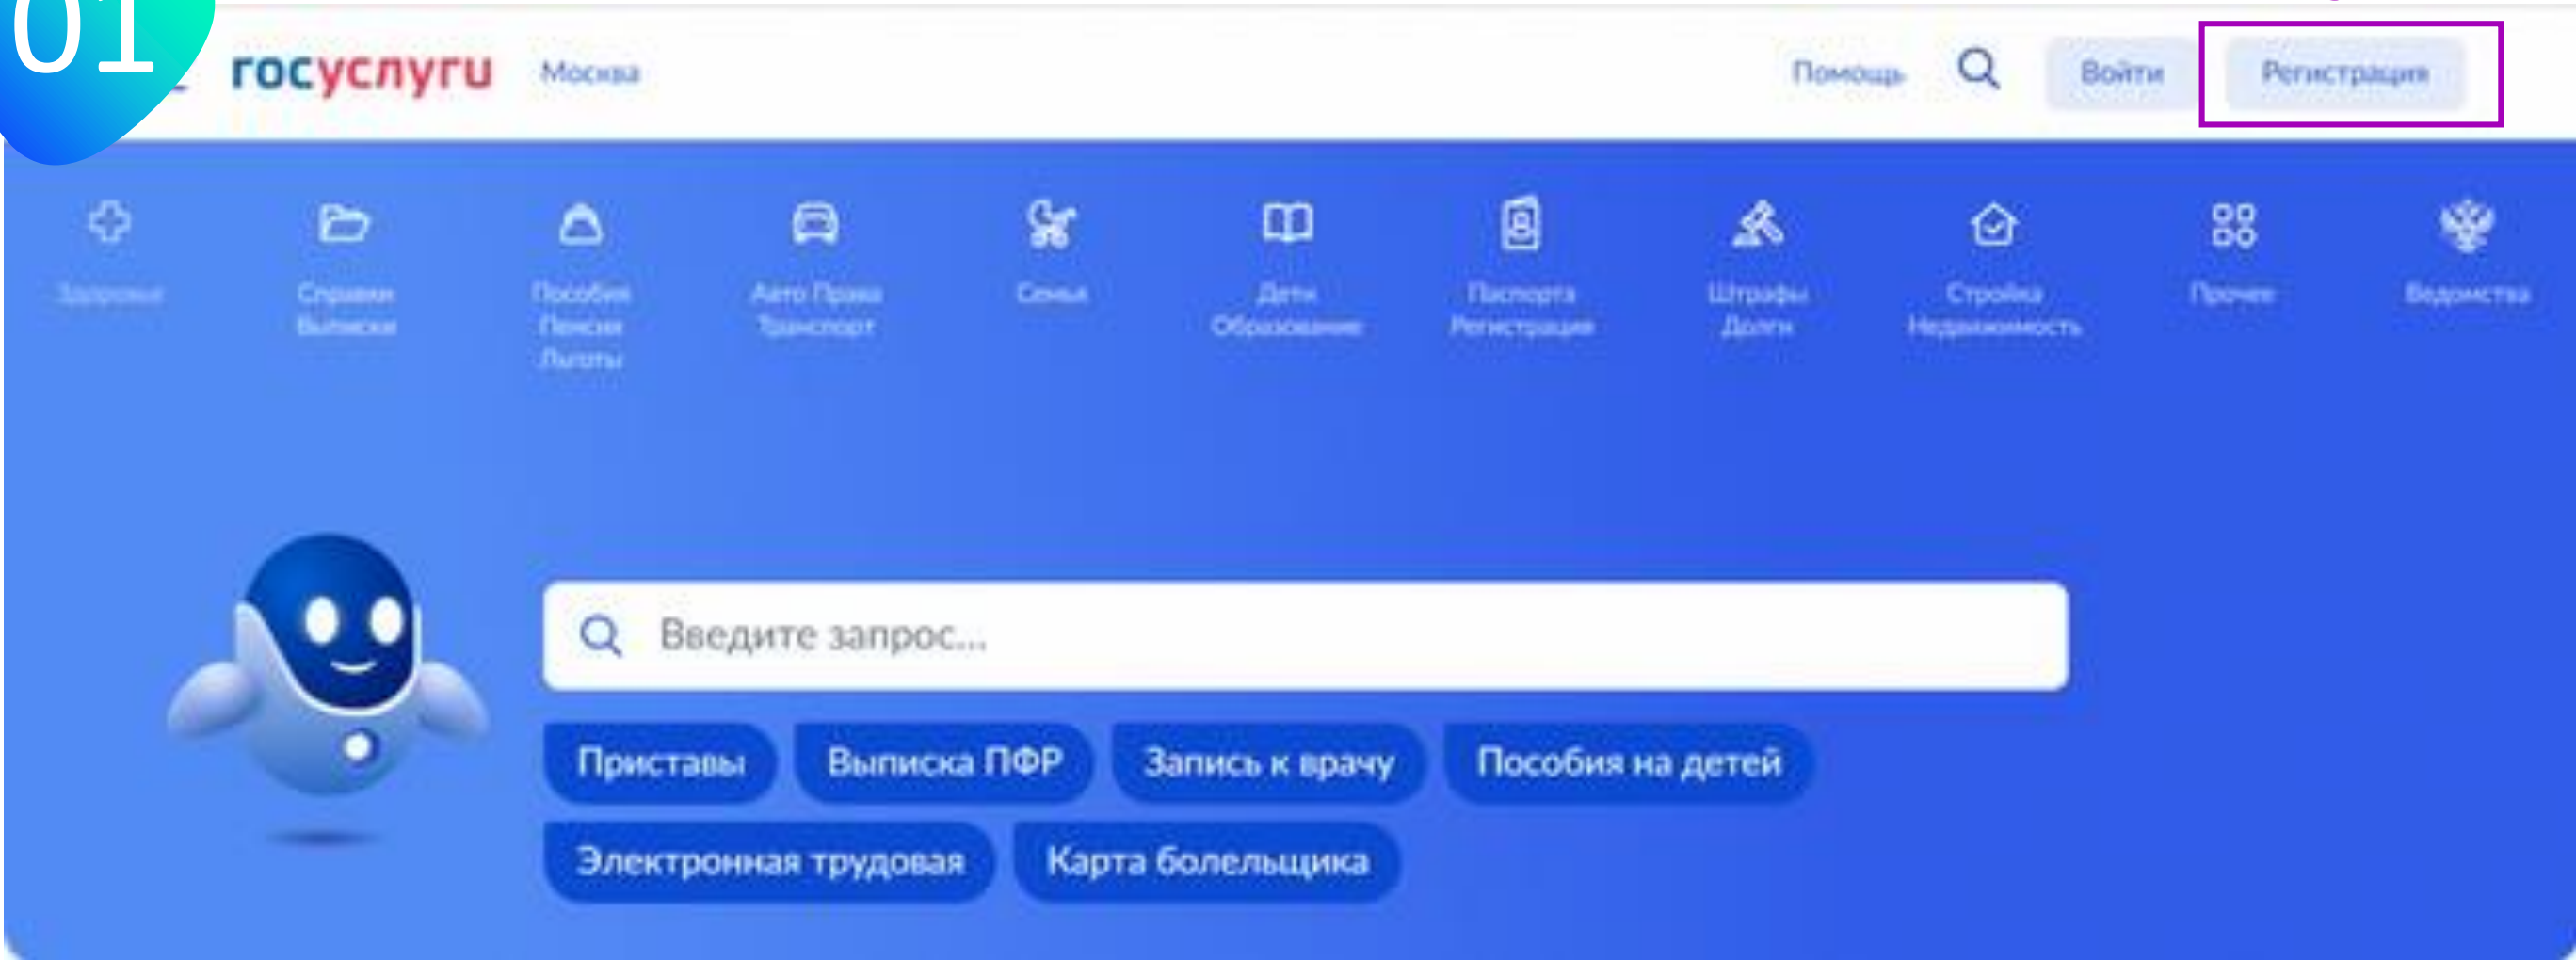 01
госуслуги Москва Помощь Войти Регистрация
Здоровье Справки Пособия Авто Права Семья Дети Паспорта Штрафы Стройка Прочее Ведомства
Выписки Пенсия Транспорт Образование Регистрация Долги Недвижимость
Льготы
Введите запрос...
Приставы Выписка ПФР Запись к врачу Пособия на детей
Электронная трудовая Карта болельщика